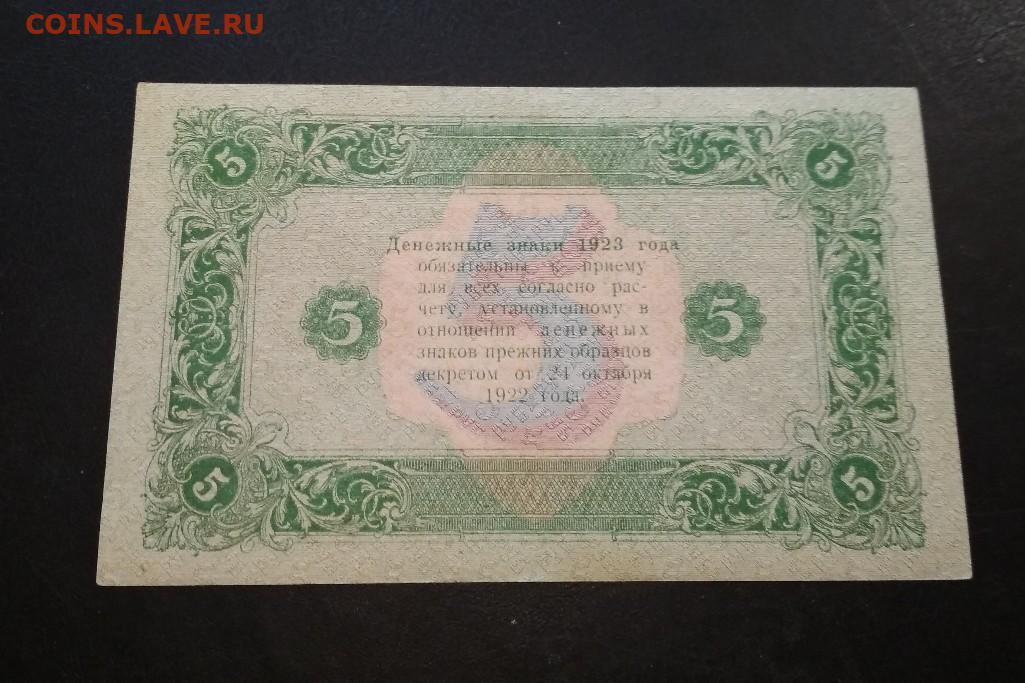 COINS.LAVE.RU
5 5
Денежные знаки 1923 года
обязательны к приему
для всех согласно рас-
5 чету, установленному в 5
отношении денежных
знаков прежних образцов
декретом от 24 октября
1922 года.
5
5 5